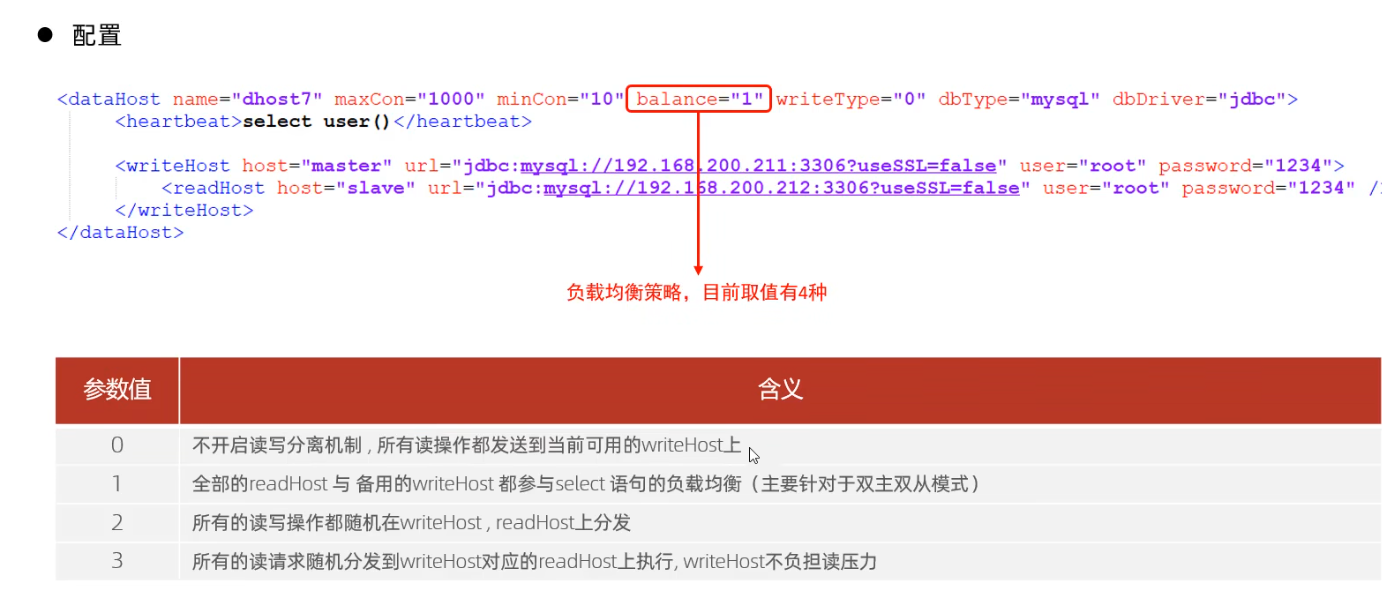 ● 配置
<dataHost name="dhost7" maxCon="1000" minCon="10" balance="1" writeType="0" dbType="mysql" dbDriver="jdbc">
<heartbeat>select user()</heartbeat>
<writeHost host="master" url="jdbc:mysql://192.168.200.211:3306?useSSL=false" user="root" password="1234">
<readHost host="slave" url="jdbc:mysql://192.168.200.212:3306?useSSL=false" user="root" password="1234" /
</writeHost>
</dataHost>
负载均衡策略，目前取值有4种
参数值 含义
0 不开启读写分离机制 , 所有读操作都发送到当前可用的writeHost上
1 全部的readHost 与 备用的writeHost 都参与select 语句的负载均衡（主要针对于双主双从模式）
2 所有的读写操作都随机在writeHost , readHost上分发
3 所有的读请求随机分发到writeHost对应的readHost上执行, writeHost不负担读压力